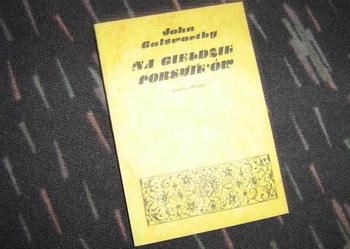 John
Galsworthy
NA GIEŁDZIE
FORSYTE'ÓW